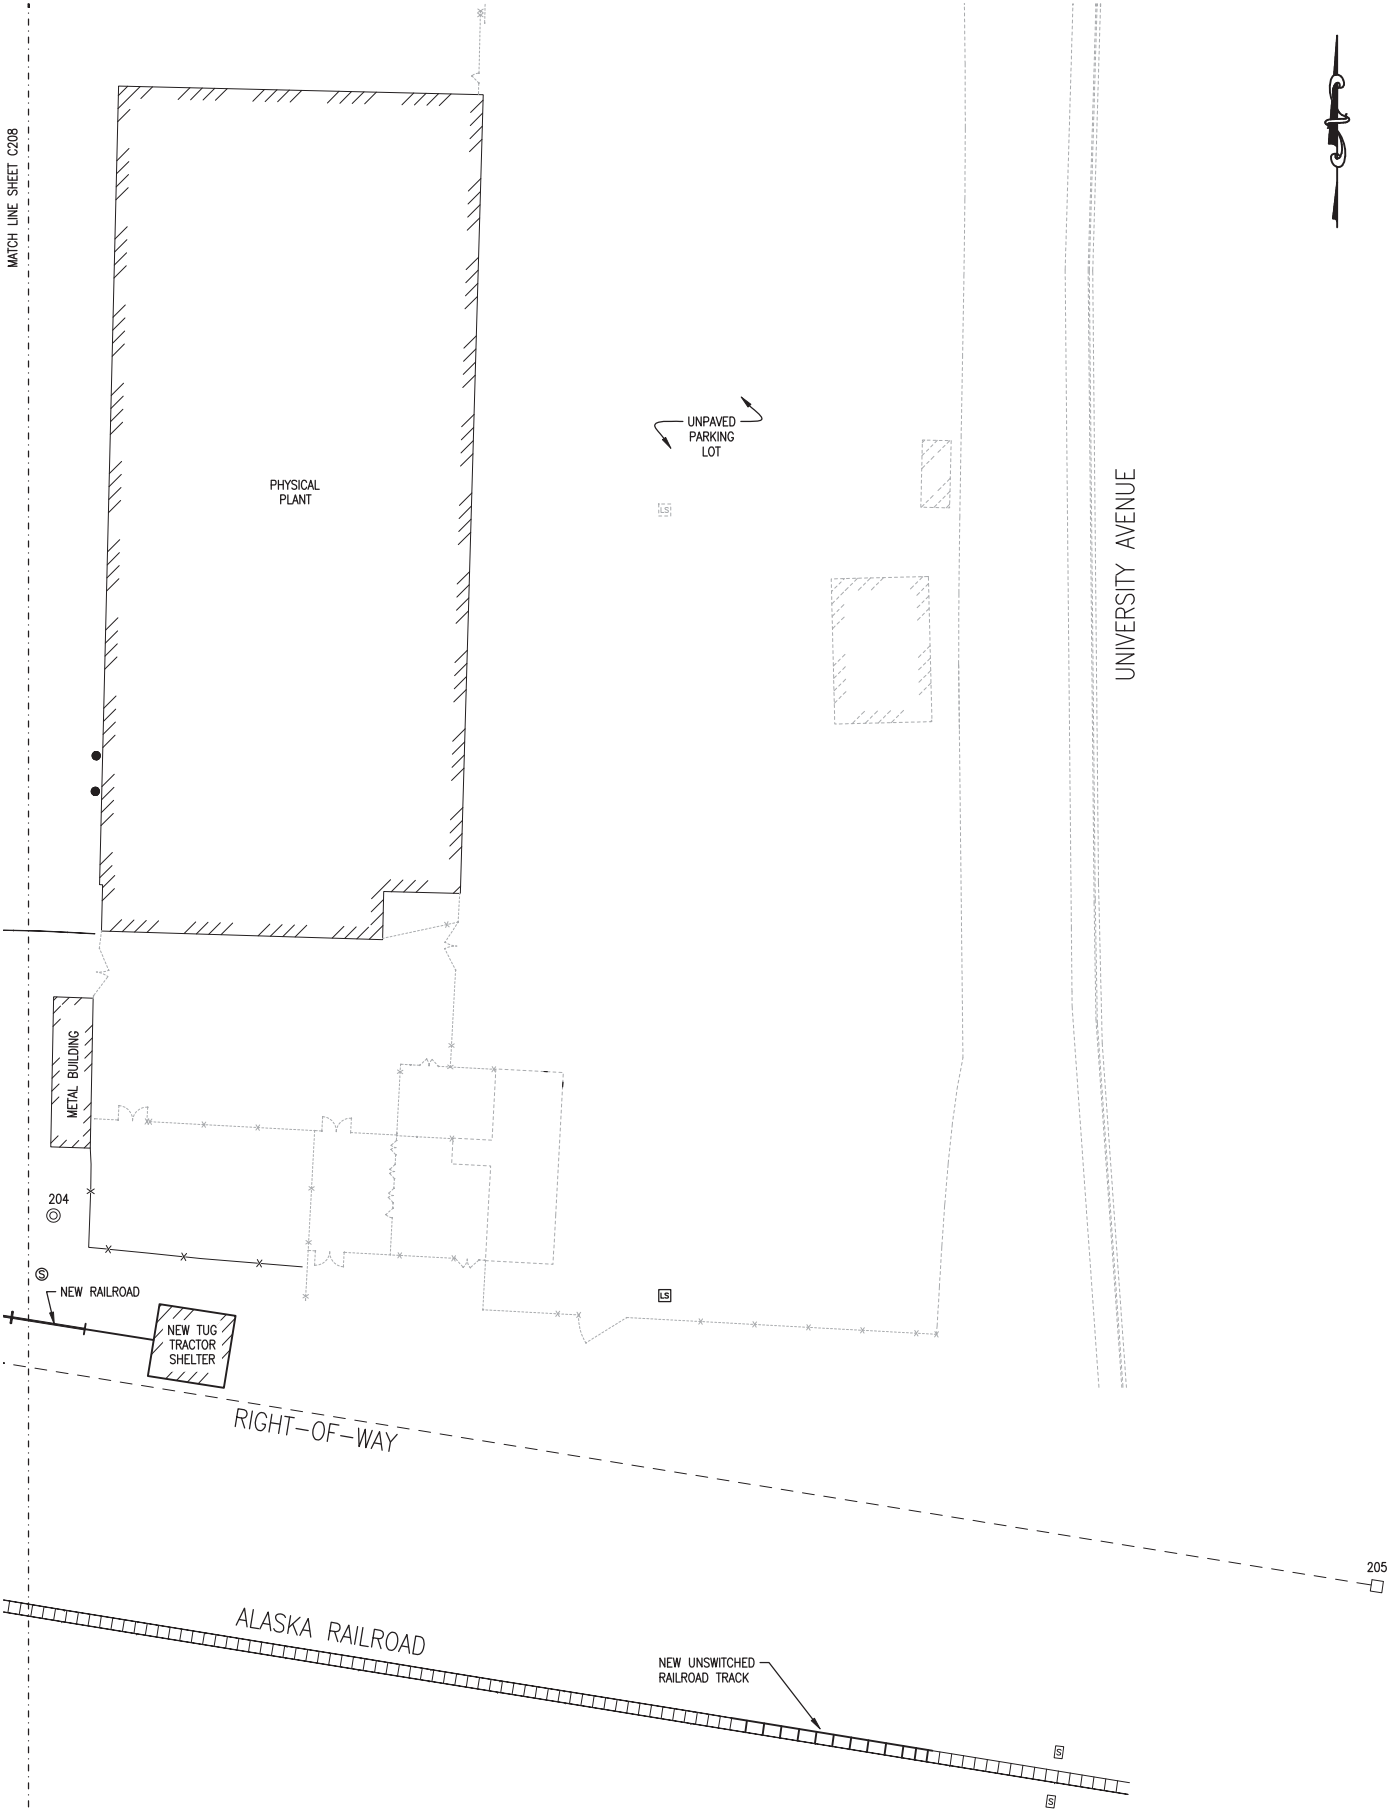 MATCH LINE SHEET C208
UNPAVED
PARKING
LOT
PHYSICAL
PLANT
LS
UNIVERSITY AVENUE
METAL BUILDING
204
S
NEW RAILROAD
LS
NEW TUG
TRACTOR
SHELTER
RIGHT-OF-WAY
205
ALASKA RAILROAD
NEW UNSWITCHED
RAILROAD TRACK
S
S